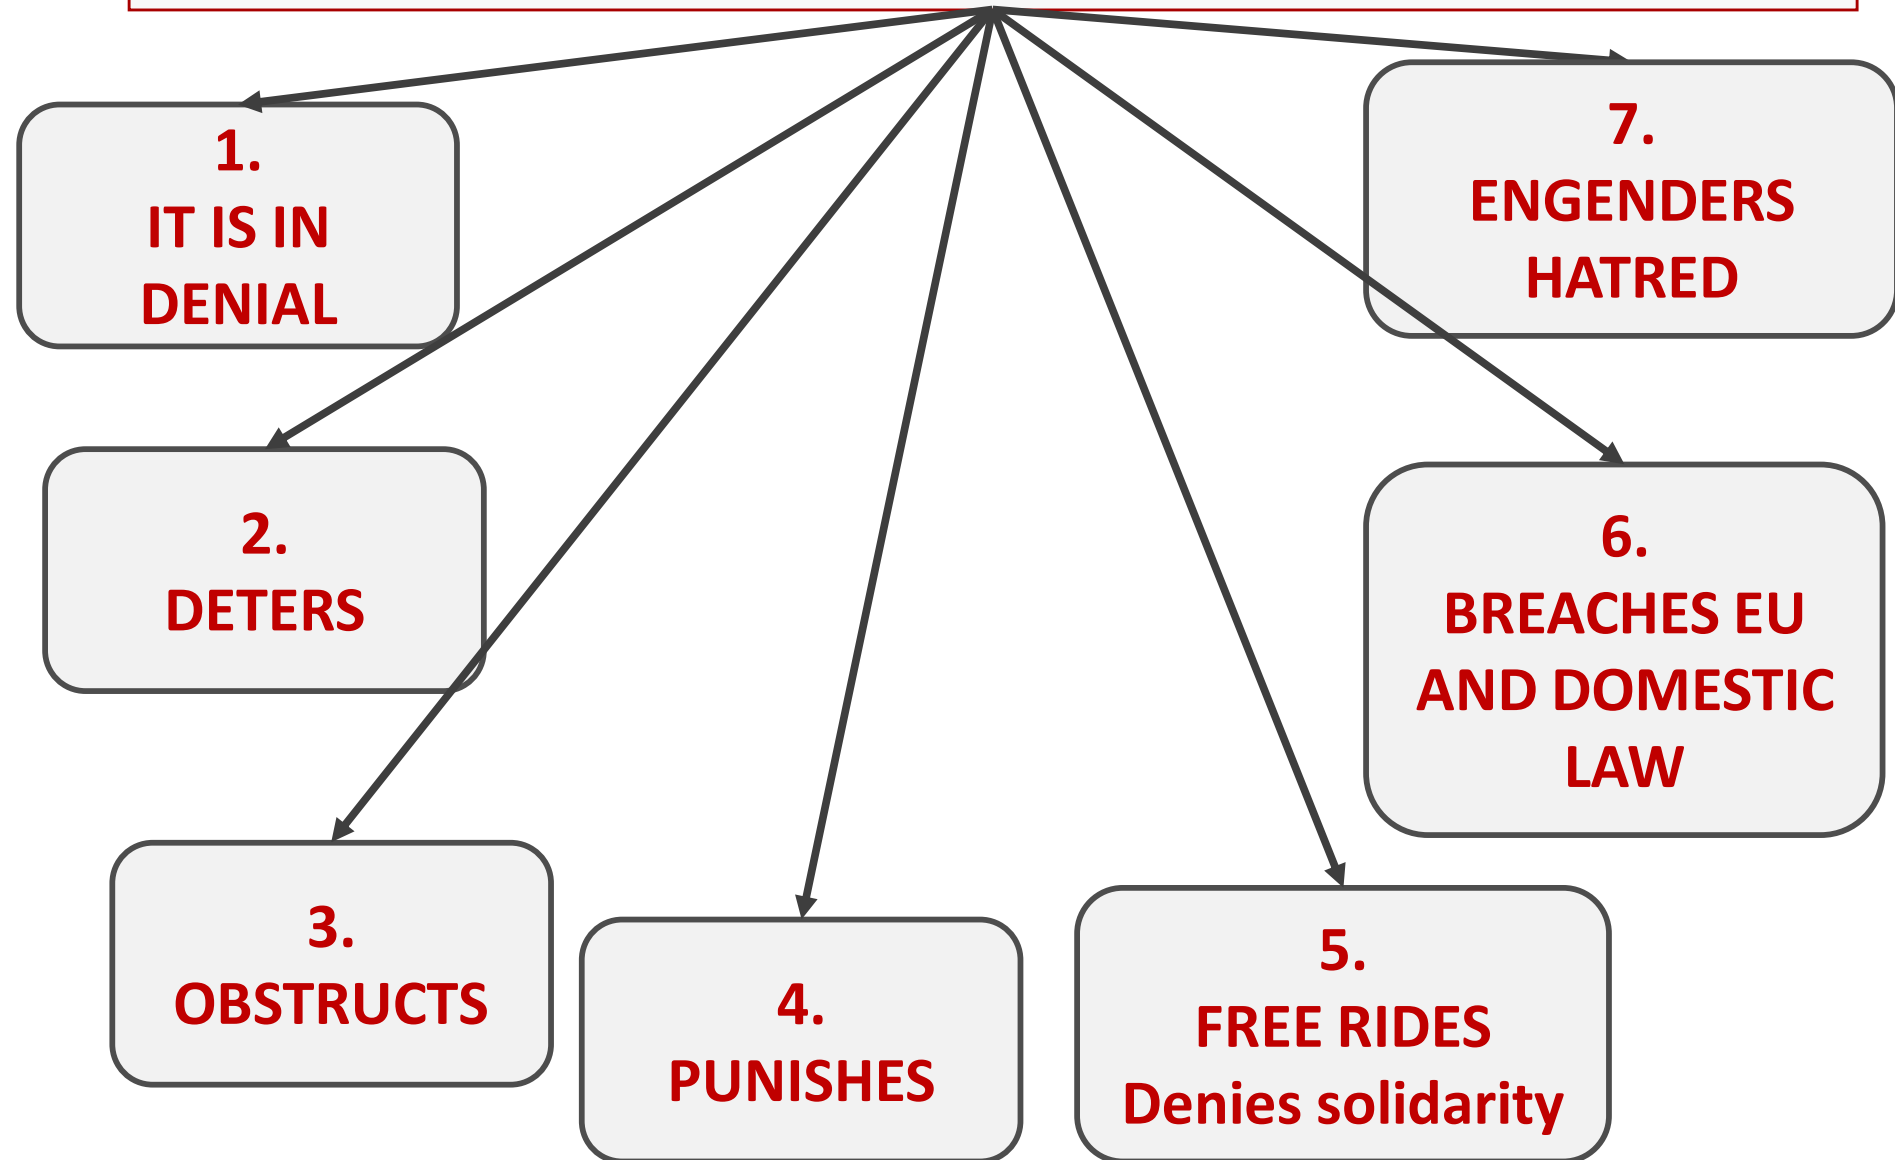 1.
IT IS IN
DENIAL
2.
DETERS
3.
OBSTRUCTS
4.
PUNISHES
5.
FREE RIDES
Denies solidarity
6.
BREACHES EU
AND DOMESTIC
LAW
7.
ENGENDERS
HATRED